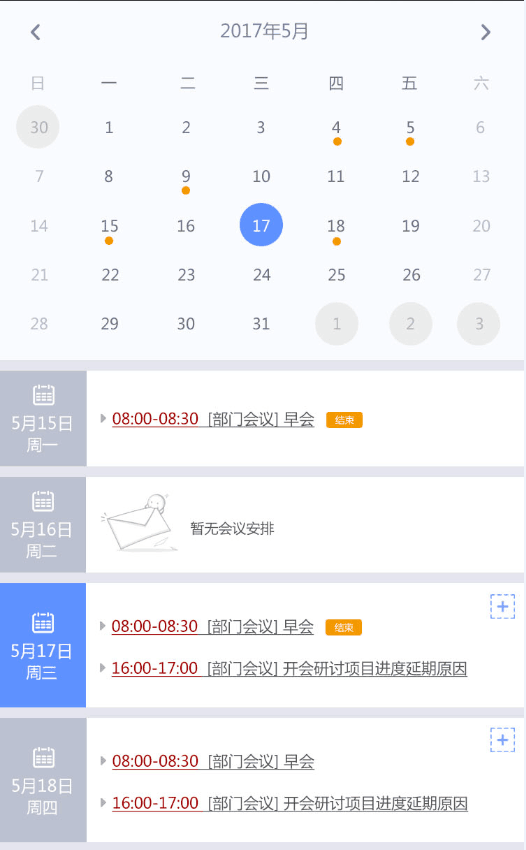 2017年5月
日 一 二 三 四 五 六
30 1 2 3 4 5 6
7 8 9 10 11 12 13
14 15 16 17 18 19 20
21 22 23 24 25 26 27
28 29 30 31 1 2 3
5月15日
周一
08:00-08:30 [部门会议] 早会 结束
5月16日
周二
暂无会议安排
5月17日
周三
08:00-08:30 [部门会议] 早会 结束
16:00-17:00 [部门会议] 开会研讨项目进度延期原因
5月18日
周四
08:00-08:30 [部门会议] 早会
16:00-17:00 [部门会议] 开会研讨项目进度延期原因